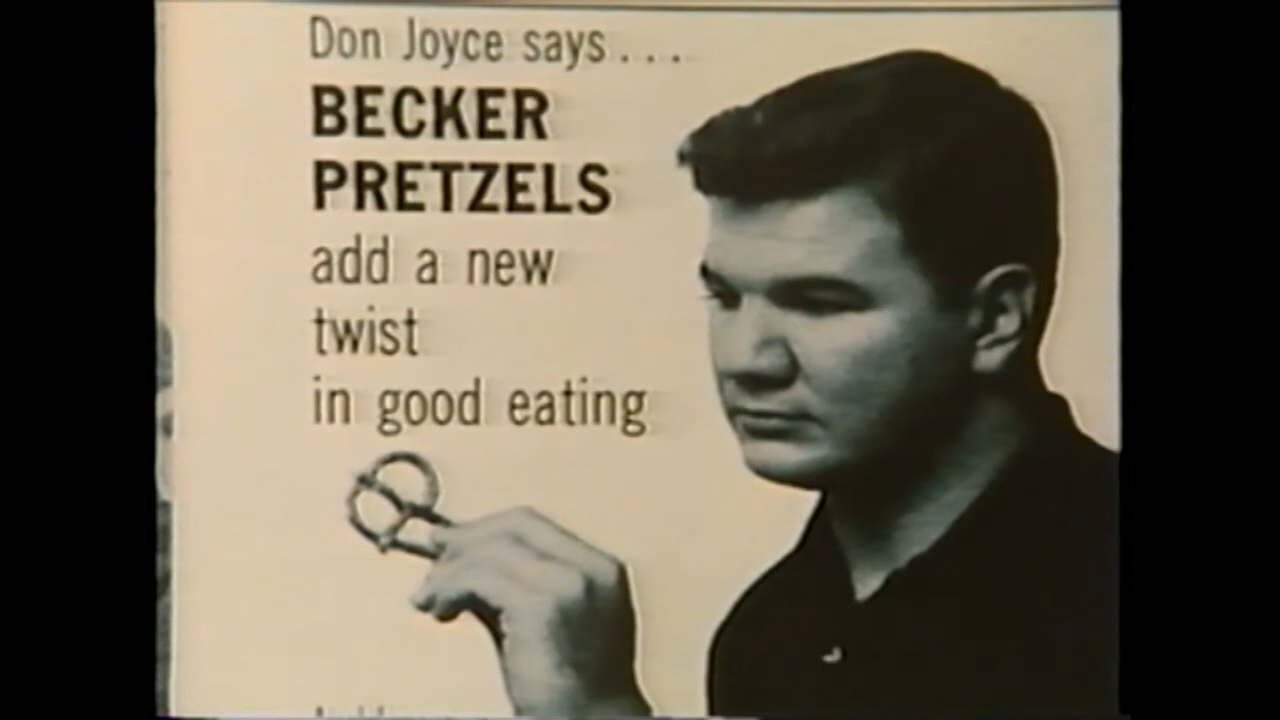 Don Joyce says...
BECKER
PRETZELS
add a new
twist
in good eating